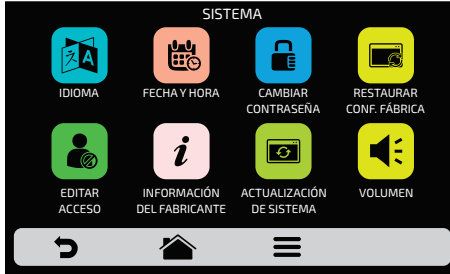 SISTEMA
IDIOMA
FECHA Y HORA
CAMBIAR
CONTRASEÑA
RESTAURAR
CONF. FÁBRICA
EDITAR
ACCESO
INFORMACIÓN
DEL FABRICANTE
ACTUALIZACIÓN
DE SISTEMA
VOLUMEN